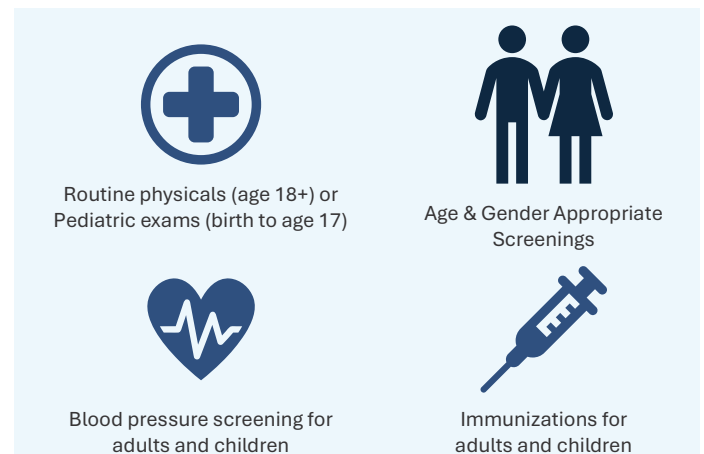 Routine physicals (age 18+) or
Pediatric exams (birth to age 17)
Age & Gender Appropriate
Screenings
Blood pressure screening for
adults and children
Immunizations for
adults and children